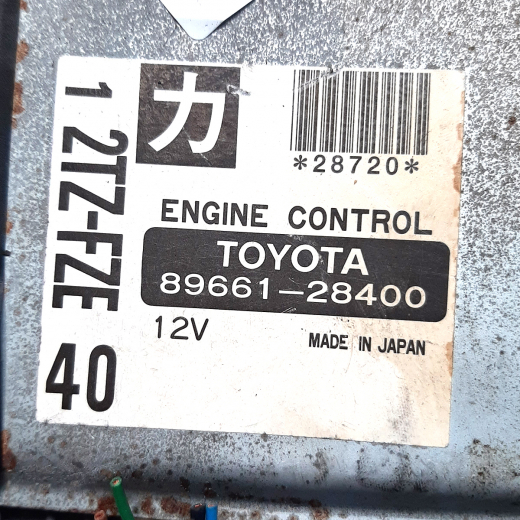 カ
*28720*
ENGINE CONTROL
TOYOTA
89661-28400
12V
MADE IN JAPAN
1 2TZ-FZE
40